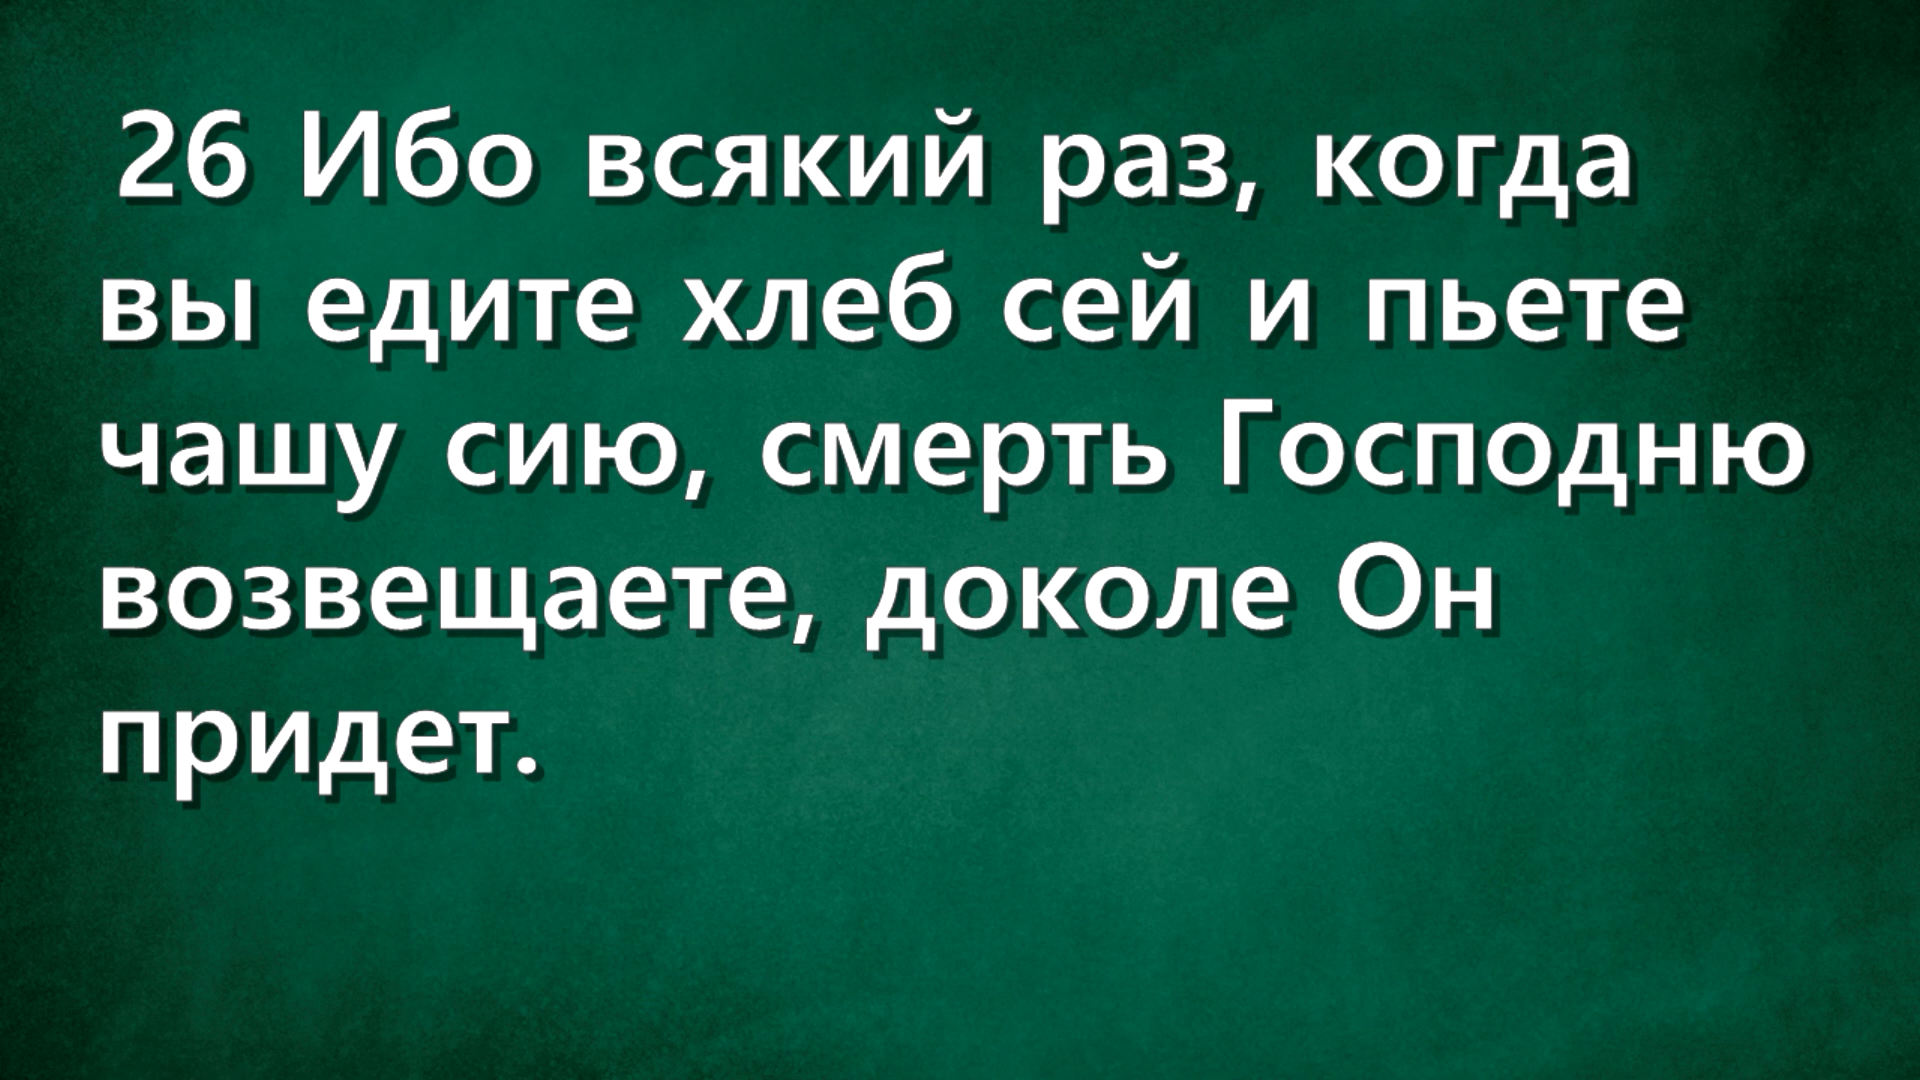 26 Ибо всякий раз, когда
вы едите хлеб сей и пьете
чашу сию, смерть Господню
возвещаете, доколе Он
придет.